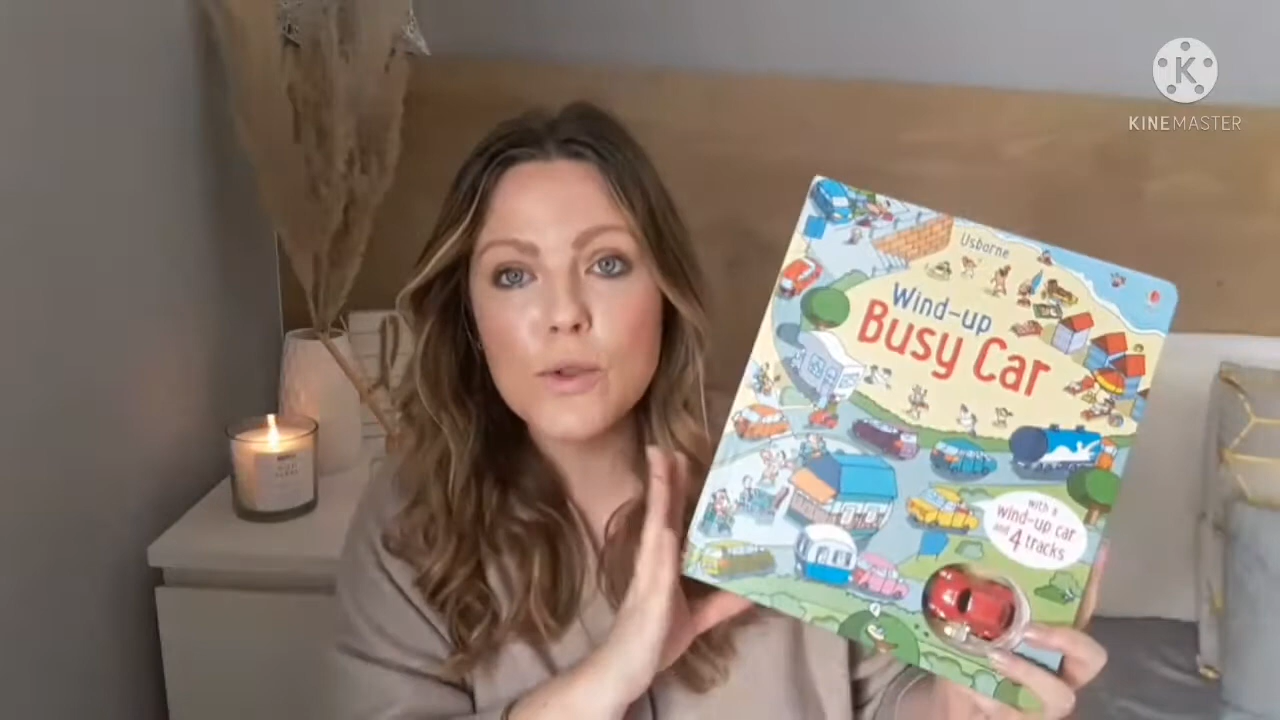 KINEMASTER
Usborne
Wind-up
Busy Car
with a
wind-up car
and 4 tracks